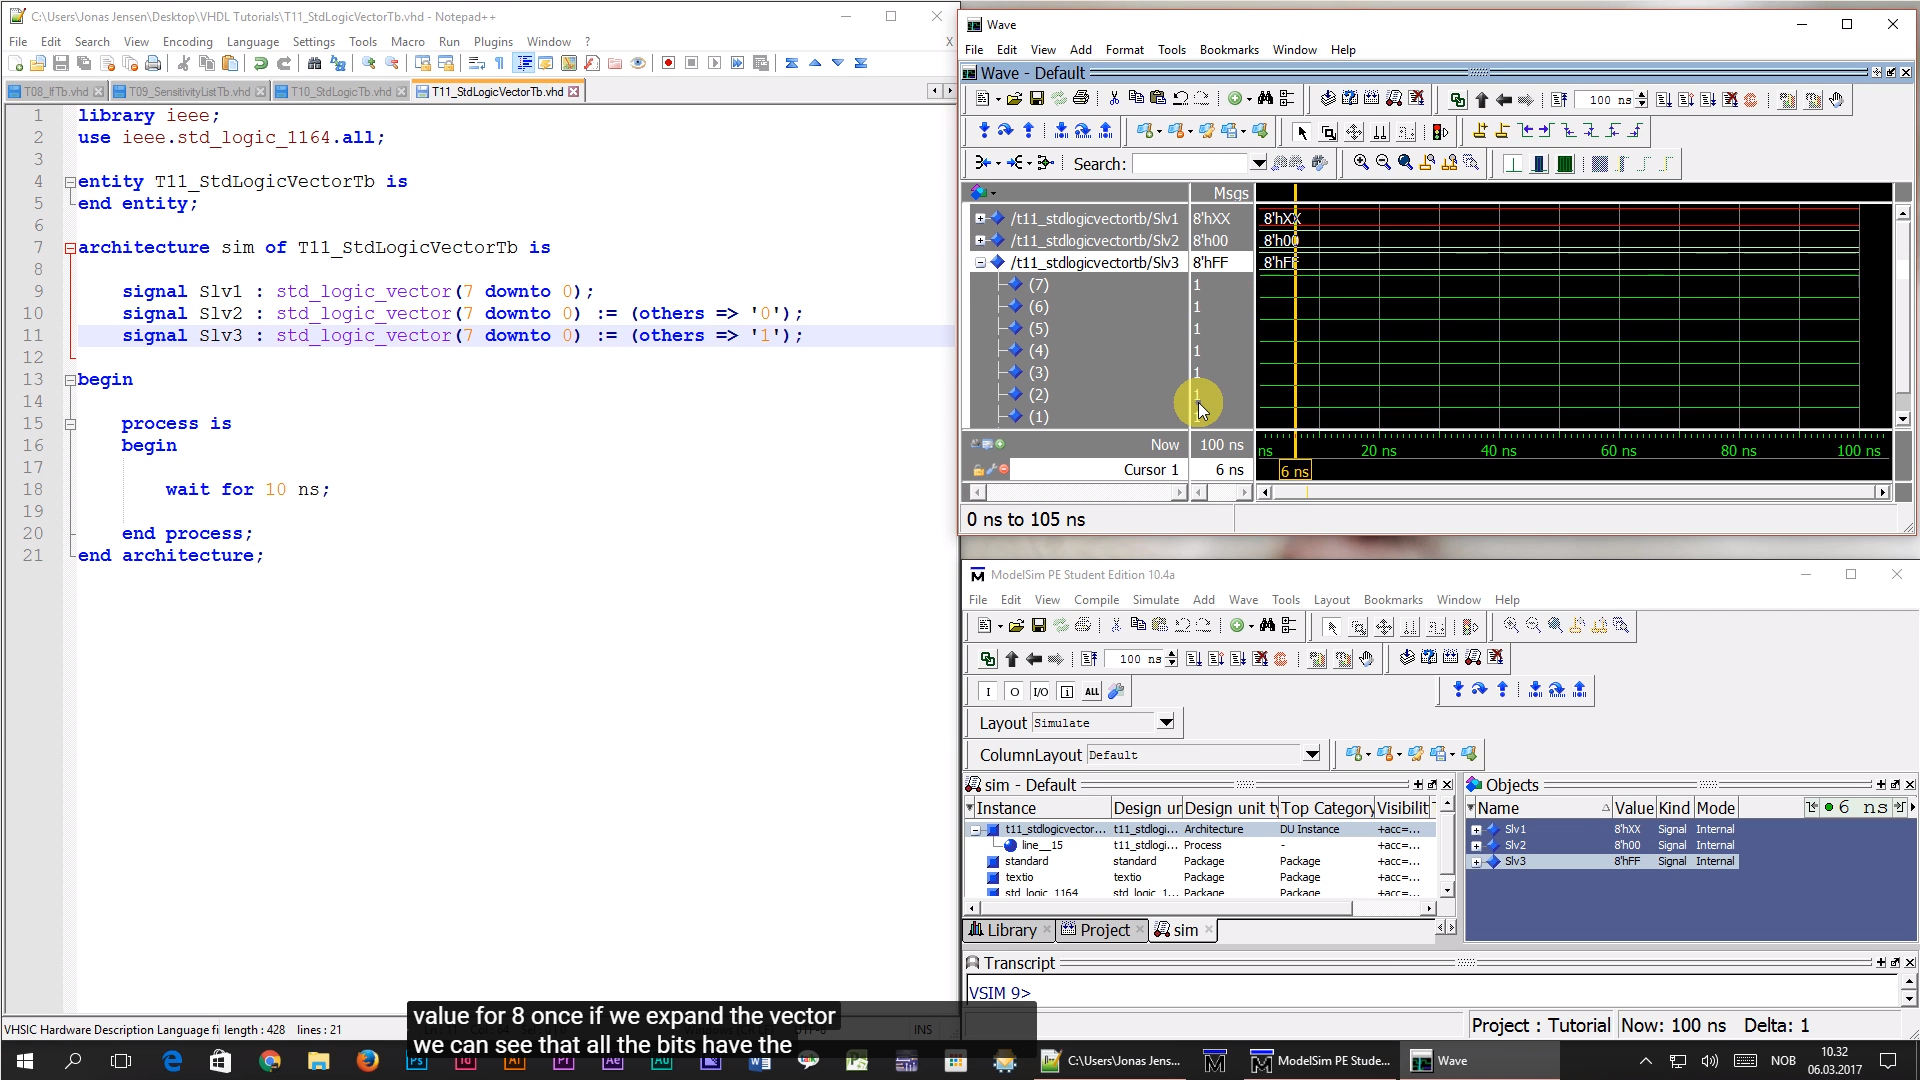 C:\Users\Jonas Jensen\Desktop\VHDL Tutorials\T11_StdLogicVectorTb.vhd - Notepad++
File Edit Search View Encoding Language Settings Tools Macro Run Plugins Window ? X
T08_IfTb.vhd T09_SensitivityListTb.vhd T10_StdLogicTb.vhd T11_StdLogicVectorTb.vhd
1 library ieee;
2 use ieee.std_logic_1164.all;
3
4 entity T11_StdLogicVectorTb is
5 end entity;
6
7 architecture sim of T11_StdLogicVectorTb is
8
9 signal Slv1 : std_logic_vector(7 downto 0);
10 signal Slv2 : std_logic_vector(7 downto 0) := (others => '0');
11 signal Slv3 : std_logic_vector(7 downto 0) := (others => '1');
12
13 begin
14
15 process is
16 begin
17
18 wait for 10 ns;
19
20 end process;
21 end architecture;
VHSIC Hardware Description Language fi length : 428 lines : 21 INS
value for 8 once if we expand the vector
we can see that all the bits have the
Wave
File Edit View Add Format Tools Bookmarks Window Help
Wave - Default
100 ns
Search:
Msgs
/t11_stdlogicvectortb/Slv1 8'hXX 8'hXX
/t11_stdlogicvectortb/Slv2 8'h00 8'h00
/t11_stdlogicvectortb/Slv3 8'hFF 8'hFF
(7) 1
(6) 1
(5) 1
(4) 1
(3) 1
(2) 1
(1)
Now 100 ns ns 20 ns 40 ns 60 ns 80 ns 100 ns
Cursor 1 6 ns 6 ns
0 ns to 105 ns
ModelSim PE Student Edition 10.4a
File Edit View Compile Simulate Add Wave Tools Layout Bookmarks Window Help
100 ns
I O I/O i ALL
Layout Simulate
ColumnLayout Default
sim - Default
Instance Design ur Design unit ty Top Category Visibilit
t11_stdlogicvector... t11_stdlogi... Architecture DU Instance +acc=...
line__15 t11_stdlogi... Process - +acc=...
standard standard Package Package +acc=...
textio textio Package Package +acc=...
std_logic_1164 std_logic_1... Package Package +acc=...
Library Project sim
Objects
Name Value Kind Mode 6 ns
Slv1 8'hXX Signal Internal
Slv2 8'h00 Signal Internal
Slv3 8'hFF Signal Internal
Transcript
VSIM 9>
Project : Tutorial Now: 100 ns Delta: 1
Ps Id Ai Pr Ae Au
C:\Users\Jonas Jens... ModelSim PE Stude... Wave
NOB
10.32
06.03.2017